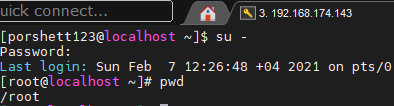 uick connect...
3. 192.168.174.143
[porshett123@localhost ~]$ su -
Password:
Last login: Sun Feb  7 12:26:48 +04 2021 on pts/0
[root@localhost ~]# pwd
/root